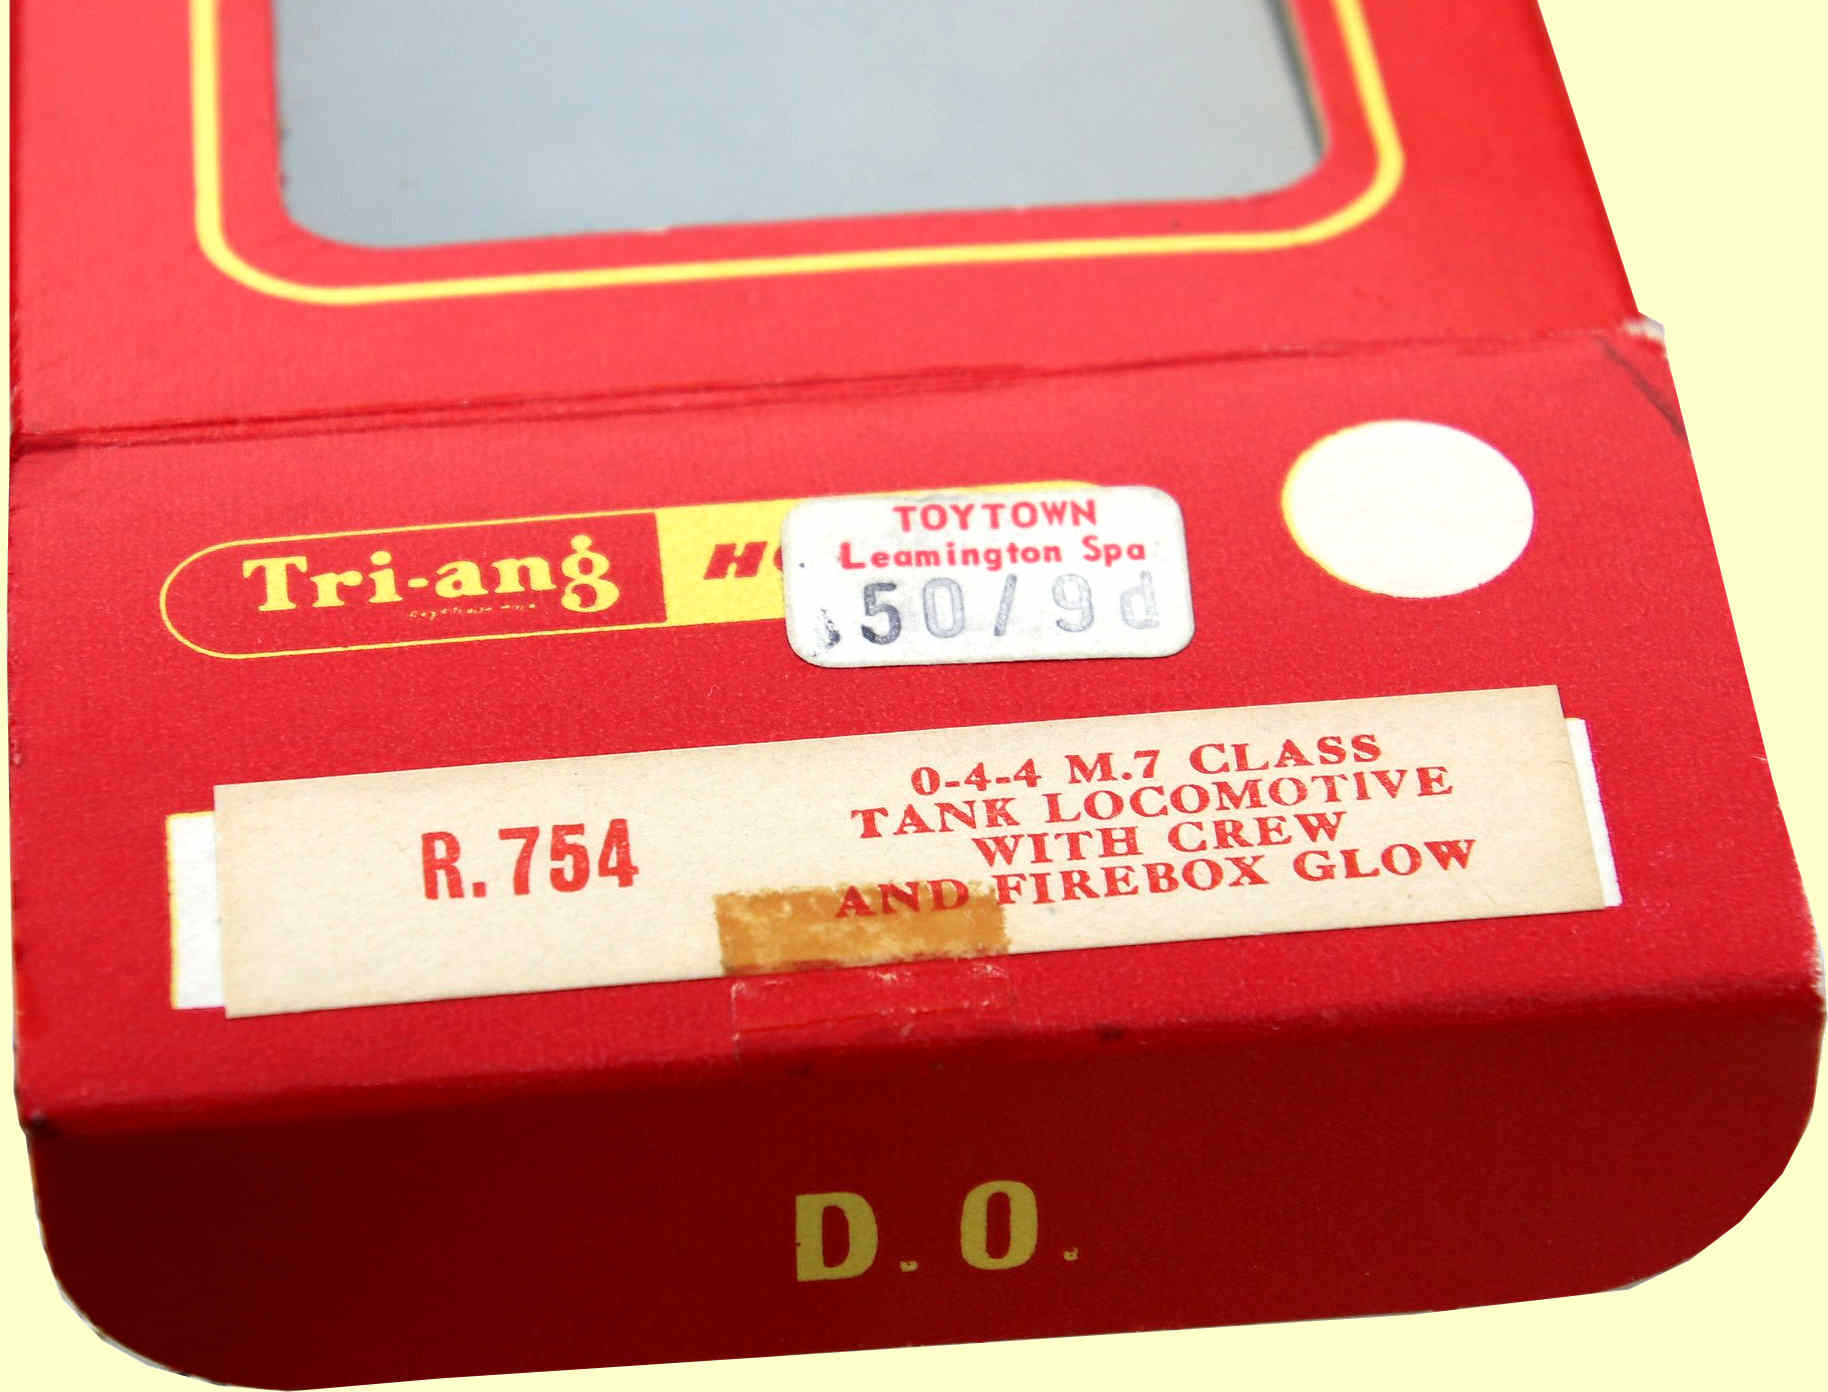 Tri-ang
TOYTOWN
Leamington Spa
50/9d
R.754
0-4-4 M.7 CLASS
TANK LOCOMOTIVE
WITH CREW
AND FIREBOX GLOW
D. O.